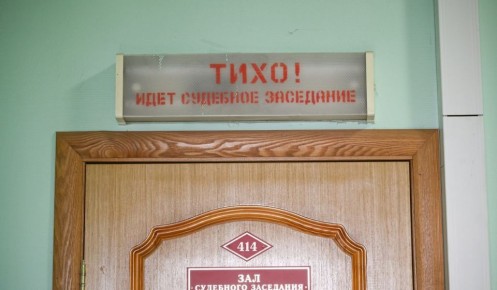 ТИХО!
ИДЕТ СУДЕБНОЕ ЗАСЕДАНИЕ
414
ЗАЛ
· СУДЕБНОГО ЗАСЕДАНИЯ ·